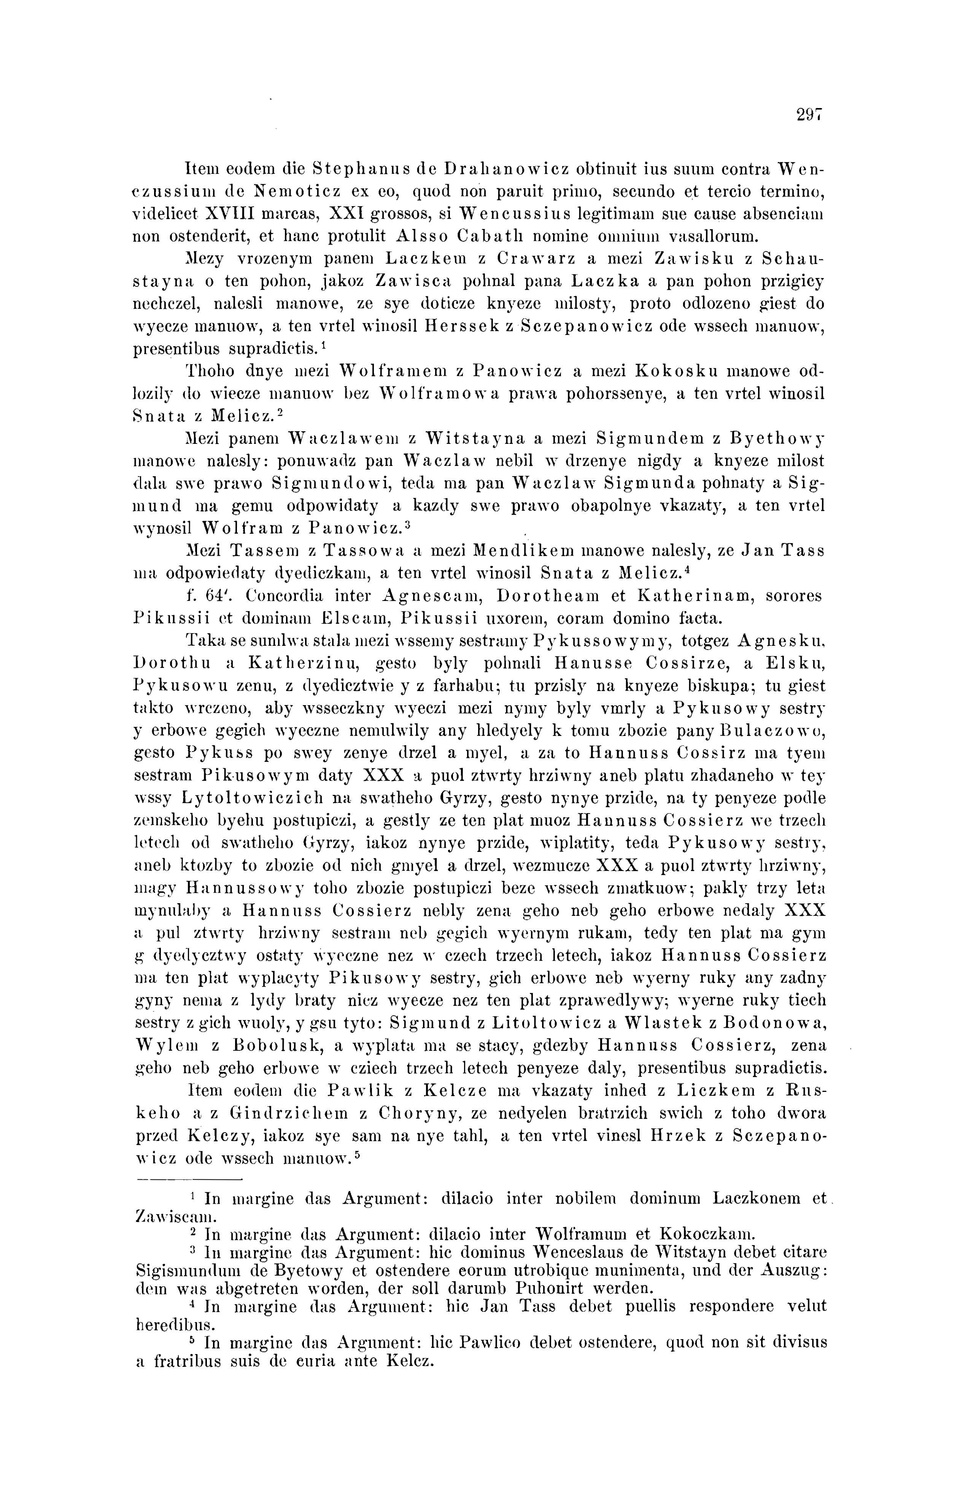 297
Item eodem die Stephanus de Drahanowicz obtinuit ius suum contra Wen-
czussium de Nemoticz ex eo, quod non paruit primo, secundo et tercio termino,
videlicet XVIII marcas, XXI grossos, si Wencussius legitimam sue cause absenciam
non ostenderit, et hanc protulit Alsso Cabath nomine omnium vasallorum.
Mezy vrozenym panem Laczkem z Crawarz a mezi Zawisku z Schau-
stayna o ten pohon, jakoz Zawisca pohnal pana Laczka a pan pohon przigicy
nechczel, nalesli manowe, ze sye doticze knyeze milosty, proto odlozeno giest do
wyecze manuow, a ten vrtel winosil Herssek z Sczepanowicz ode wssech manuow,
presentibus supradictis.¹
Thoho dnye mezi Wolframem z Panowicz a mezi Kokosku manowe od-
lozily do wiecze manuow bez Wolframowa prawa pohorssenye, a ten vrtel winosil
Snata z Melicz.²
Mezi panem Waczlawem z Witstayna a mezi Sigmundem z Byethowy
manowe nalesly: ponuwadz pan Waczlaw nebil w drzenye nigdy a knyeze milost
dala swe prawo Sigmundowi, teda ma pan Waczlaw Sigmunda pohnaty a Sig-
mund ma gemu odpowidaty a kazdy swe prawo obapolnye vkazaty, a ten vrtel
wynosil Wolfram z Panowicz.³
Mezi Tassem z Tassowa a mezi Mendlikem manowe nalesly, ze Jan Tass
ma odpowiedaty dyediczkam, a ten vrtel winosil Snata z Melicz.⁴
f. 64'. Concordia inter Agnescam, Dorotheam et Katherinam, sorores
Pikussii et dominam Elscam, Pikussii uxorem, coram domino facta.
Taka se sumlwa stala mezi wssemy sestramy Pykussowymy, totgez Agnesku,
Dorothu a Katherzinu, gesto byly pohnali Hanusse Cossirze, a Elsku,
Pykusowu zenu, z dyedicztwie y z farhabu; tu przisly na knyeze biskupa; tu giest
takto wrczeno, aby wsseczkny wyeczi mezi nymy byly vmrly a Pykusowy sestry
y erbowe gegich wyeczne nemulwily any hledyely k tomu zbozie pany Bulaczowo,
gesto Pykuss po swey zenye drzel a myel, a za to Hannuss Cossirz ma tyem
sestram Pikusowym daty XXX a puol ztwrty hrziwny aneb platu zhadaneho w tey
wssy Lytoltowiczich na swatheho Gyrzy, gesto nynye przide, na ty penyeze podle
zemskeho byehu postupiczi, a gestly ze ten plat muoz Hannuss Cossierz we trzech
letech od swatheho Gyrzy, iakoz nynye przide, wiplatity, teda Pykusowy sestry,
aneb ktozby to zbozie od nich gmyel a drzel, wezmucze XXX a puol ztwrty hrziwny,
magy Hannussowy toho zbozie postupiczi beze wssech zmatkuow; pakly trzy leta
mynulaby a Hannuss Cossierz nebly zena geho neb geho erbowe nedaly XXX
a pul ztwrty hrziwny sestram neb gegich wyernym rukam, tedy ten plat ma gym
g dyedycztwy ostaty wyeczne nez w czech trzech letech, iakoz Hannuss Cossierz
ma ten plat wyplacyty Pikusowy sestry, gich erbowe neb wyerny ruky any zadny
gyny nema z lydy braty nicz wyecze nez ten plat zprawedlywy; wyerne ruky tiech
sestry z gich wuoly, y gsu tyto: Sigmund z Litoltowicz a Wlastek z Bodonowa,
Wylem z Bobolusk, a wyplata ma se stacy, gdezby Hannuss Cossierz, zena
geho neb geho erbowe w cziech trzech letech penyeze daly, presentibus supradictis.
Item eodem die Pawlik z Kelcze ma vkazaty inhed z Liczkem z Rus-
keho a z Gindrzichem z Choryny, ze nedyelen bratrzich swich z toho dwora
przed Kelczy, iakoz sye sam na nye tahl, a ten vrtel vinesl Hrzek z Sczepano-
wicz ode wssech manuow.⁵
¹ In margine das Argument: dilacio inter nobilem dominum Laczkonem et
Zawiscam.
² In margine das Argument: dilacio inter Wolframum et Kokoczkam.
³ In margine das Argument: hic dominus Wenceslaus de Witstayn debet citare
Sigismundum de Byetowy et ostendere eorum utrobique munimenta, und der Auszug:
dem was abgetreten worden, der soll darumb Puhonirt werden.
⁴ In margine das Argument: hic Jan Tass debet puellis respondere velut
heredibus.
⁵ In margine das Argument: hic Pawlico debet ostendere, quod non sit divisus
a fratribus suis de curia ante Kelcz.